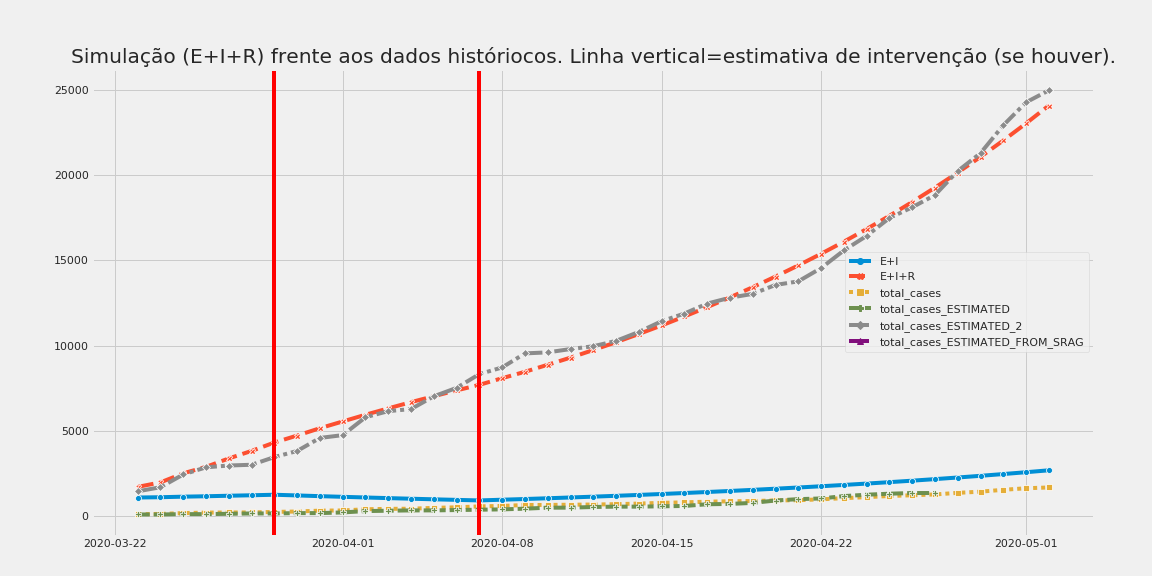 Simulação (E+I+R) frente aos dados históriocos. Linha vertical=estimativa de intervenção (se houver).
25000
20000
15000
10000
5000
0
E+I
E+I+R
total_cases
total_cases_ESTIMATED
total_cases_ESTIMATED_2
total_cases_ESTIMATED_FROM_SRAG
2020-03-22
2020-04-01
2020-04-08
2020-04-15
2020-04-22
2020-05-01